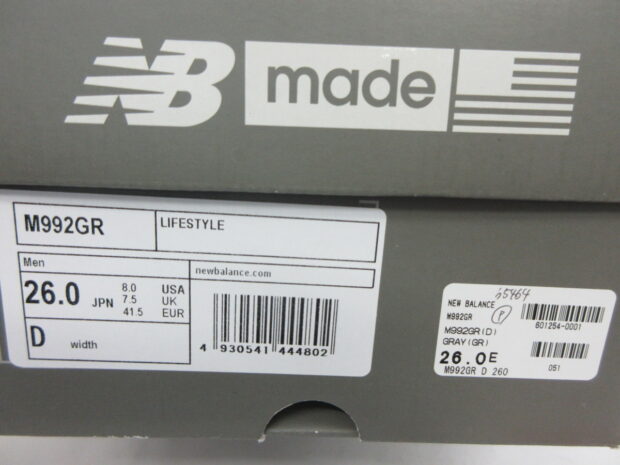 NB made
M992GR LIFESTYLE
Men newbalance.com
26.0 JPN
8.0 USA
7.5 UK
41.5 EUR
D width
4 930541 444802
i5464
NEW BALANCE
M992GR P
601254-0001
M992GR(D)
GRAY(GR)
26.0E
M992GR D 260
051